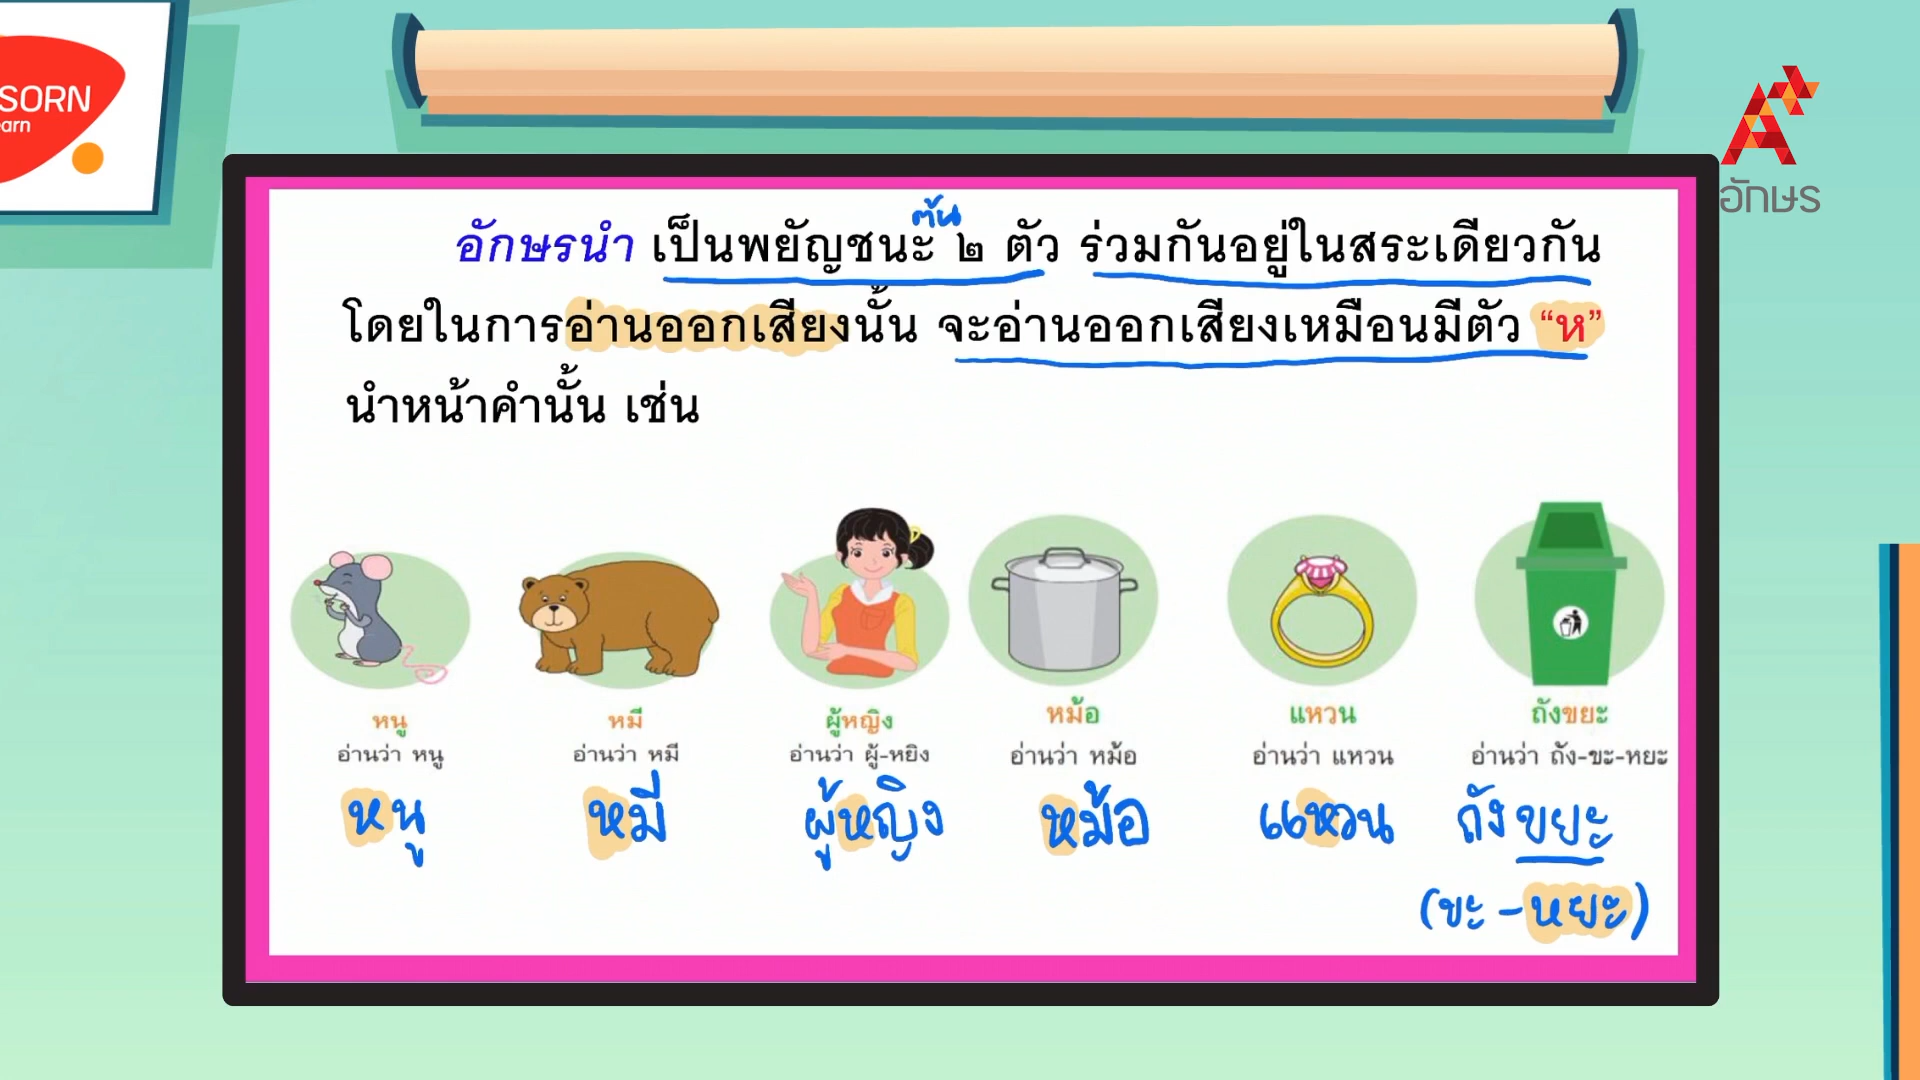 SORN
arn
อักษร
ต้น
อักษรนำ เป็นพยัญชนะ ๒ ตัว ร่วมกันอยู่ในสระเดียวกัน
โดยในการอ่านออกเสียงนั้น จะอ่านออกเสียงเหมือนมีตัว “ห”
นำหน้าคำนั้น เช่น
หนู หมี ผู้หญิง หม้อ แหวน ถังขยะ
อ่านว่า หนู อ่านว่า หมี อ่านว่า ผู้-หยิง อ่านว่า หม้อ อ่านว่า แหวน อ่านว่า ถัง-ขะ-หยะ
หนู หมี ผู้หญิง หม้อ แหวน ถังขยะ
(ขะ - หยะ)